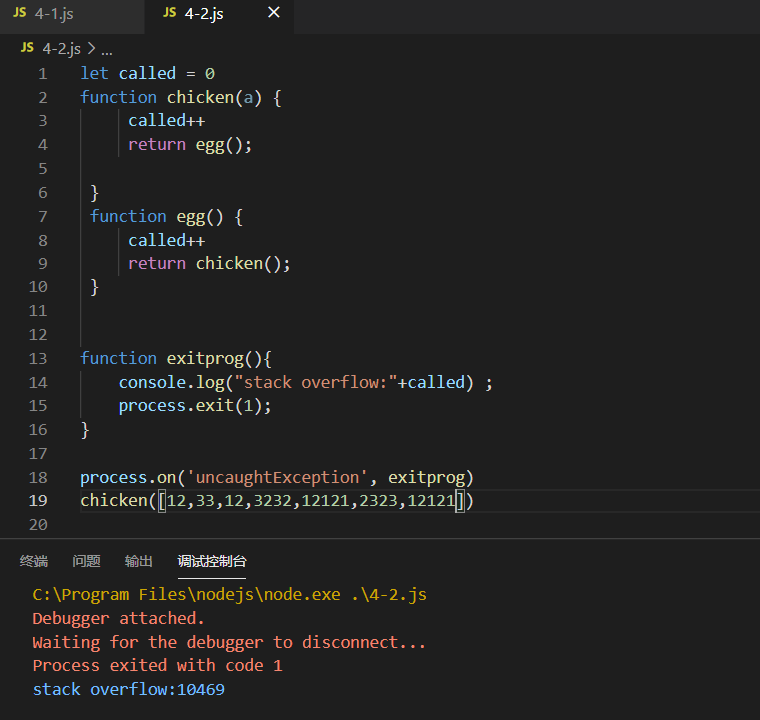 JS 4-1.js JS 4-2.js ×
JS 4-2.js > ...
1 let called = 0
2 function chicken(a) {
3 called++
4 return egg();
5
6 }
7 function egg() {
8 called++
9 return chicken();
10 }
11
12
13 function exitprog(){
14 console.log("stack overflow:"+called) ;
15 process.exit(1);
16 }
17
18 process.on('uncaughtException', exitprog)
19 chicken([12,33,12,3232,12121,2323,12121])
20
终端 问题 输出 调试控制台
C:\Program Files\nodejs\node.exe .\4-2.js
Debugger attached.
Waiting for the debugger to disconnect...
Process exited with code 1
stack overflow:10469